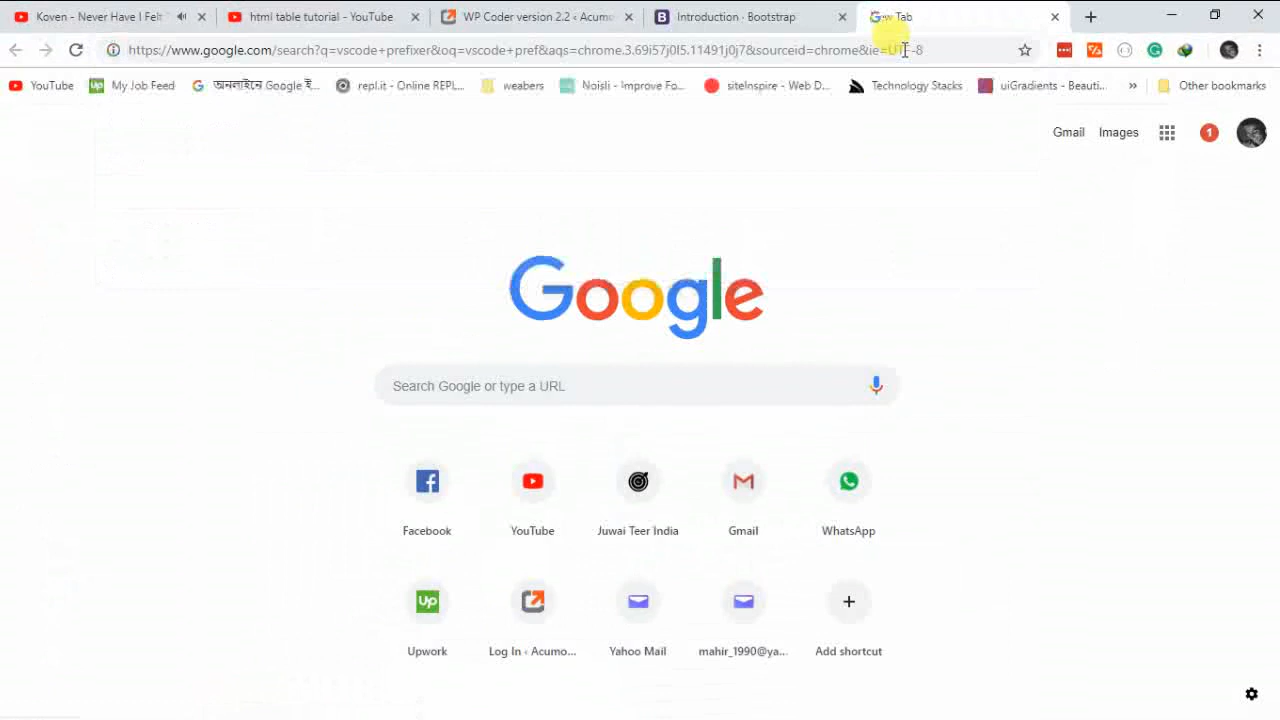 Koven - Never Have I Felt
html table tutorial - YouTube
WP Coder version 2.2 ‹ Acumo
Introduction · Bootstrap
Tab
https://www.google.com/search?q=vscode+prefixer&oq=vscode+pref&aqs=chrome.3.69i57j0l5.11491j0j7&sourceid=chrome&ie=UTF-8
YouTube
My Job Feed
অনলাইনে Google ই...
repl.it - Online REPL...
weabers
Noisli - Improve Fo...
siteInspire - Web D...
Technology Stacks
uiGradients - Beauti...
»
Other bookmarks
Gmail Images 1
Google
Search Google or type a URL
Facebook
YouTube
Juwai Teer India
Gmail
WhatsApp
Up
Upwork
Log In ‹ Acumo...
Yahoo Mail
mahir_1990@ya...
Add shortcut